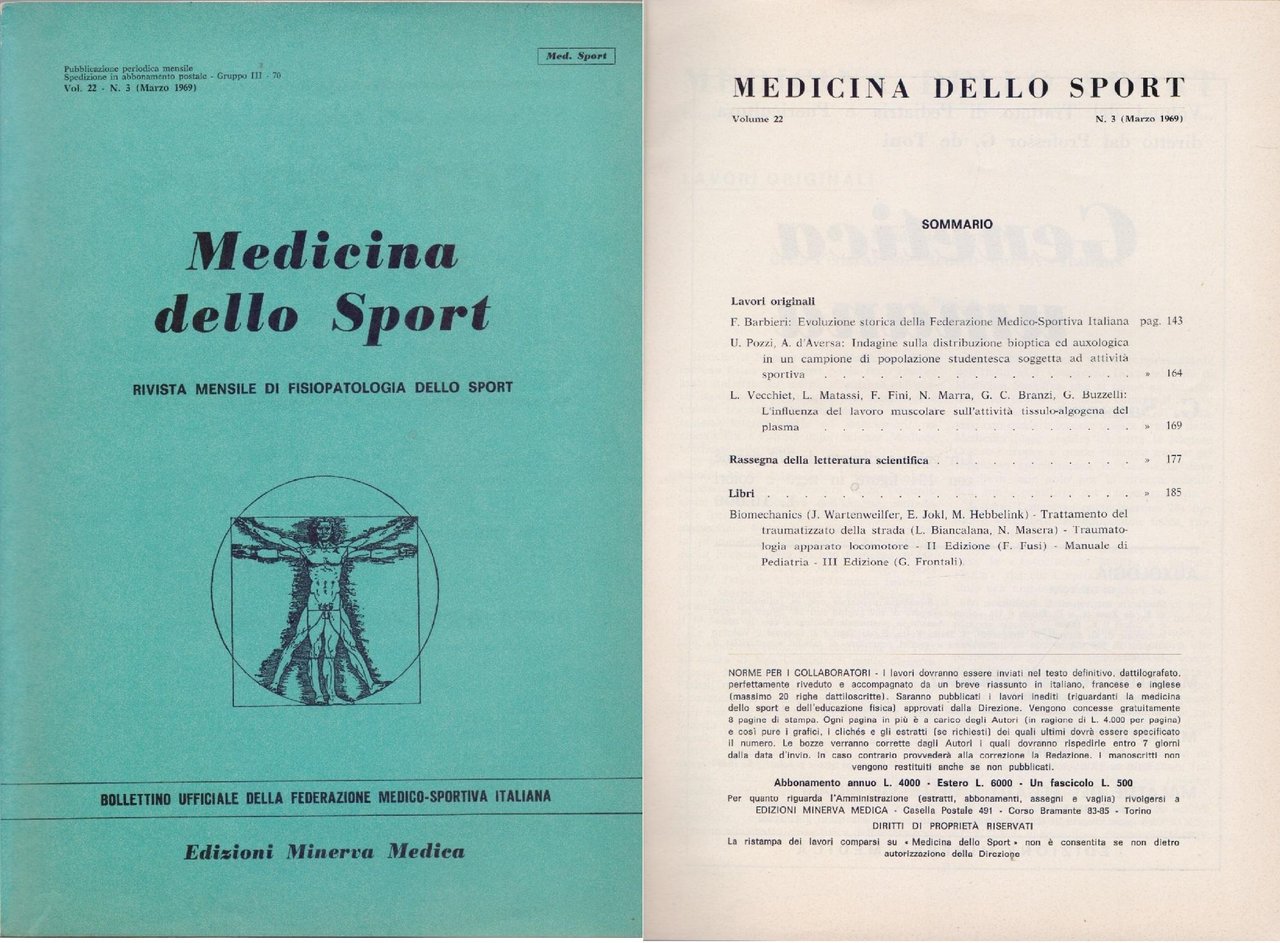 Pubblicazione periodica mensile
Spedizione in abbonamento postale - Gruppo III - 70
Vol. 22 - N. 3 (Marzo 1969)
Med. Sport
Medicina
dello Sport
RIVISTA MENSILE DI FISIOPATOLOGIA DELLO SPORT
BOLLETTINO UFFICIALE DELLA FEDERAZIONE MEDICO-SPORTIVA ITALIANA
Edizioni Minerva Medica
MEDICINA DELLO SPORT
Volume 22 N. 3 (Marzo 1969)
SOMMARIO
Lavori originali
F. Barbieri: Evoluzione storica della Federazione Medico-Sportiva Italiana pag. 143
U. Pozzi, A. d'Aversa: Indagine sulla distribuzione bioptica ed auxologica
in un campione di popolazione studentesca soggetta ad attività
sportiva . . . . . . . . . . . . . . . . . » 164
L. Vecchiet, L. Matassi, F. Fini, N. Marra, G. C. Branzi, G. Buzzelli:
L'influenza del lavoro muscolare sull'attività tissulo-algogena del
plasma . . . . . . . . . . . . . . . . . » 169
Rassegna della letteratura scientifica . . . . . . . . . . . » 177
Libri . . . . . . . . . . . . . . . . . . . . » 185
Biomechanics (J. Wartenweilfer, E. Jokl, M. Hebbelink) - Trattamento del
traumatizzato della strada (L. Biancalana, N. Masera) - Traumato-
logia apparato locomotore - II Edizione (F. Fusi) - Manuale di
Pediatria - III Edizione (G. Frontali).
NORME PER I COLLABORATORI - I lavori dovranno essere inviati nel testo definitivo, dattilografato,
perfettamente riveduto e accompagnato da un breve riassunto in italiano, francese e inglese
(massimo 20 righe dattiloscritte). Saranno pubblicati i lavori inediti (riguardanti la medicina
dello sport e dell'educazione fisica) approvati dalla Direzione. Vengono concesse gratuitamente
8 pagine di stampa. Ogni pagina in più è a carico degli Autori (in ragione di L. 4.000 per pagina)
e così pure i grafici, i clichés e gli estratti (se richiesti) dei quali ultimi dovrà essere specificato
il numero. Le bozze verranno corrette dagli Autori i quali dovranno rispedirle entro 7 giorni
dalla data d'invio. In caso contrario provvederà alla correzione la Redazione. I manoscritti non
vengono restituiti anche se non pubblicati.
Abbonamento annuo L. 4000 - Estero L. 6000 - Un fascicolo L. 500
Per quanto riguarda l'Amministrazione (estratti, abbonamenti, assegni e vaglia) rivolgersi a
EDIZIONI MINERVA MEDICA - Casella Postale 491 - Corso Bramante 83-85 - Torino
DIRITTI DI PROPRIETÀ RISERVATI
La ristampa dei lavori comparsi su « Medicina dello Sport » non è consentita se non dietro
autorizzazione della Direzione